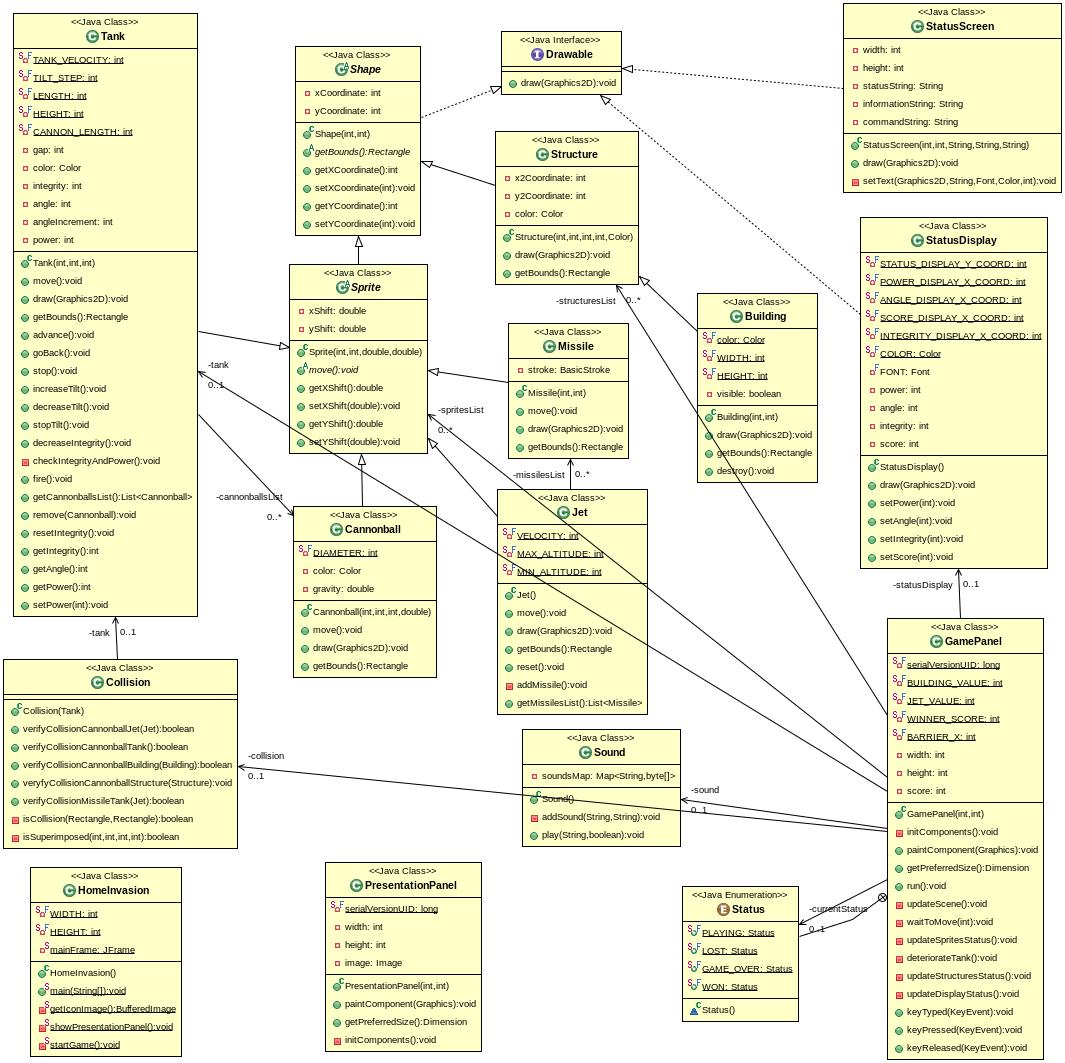 <<Java Class>>
Tank
TANK_VELOCITY: int
TILT_STEP: int
LENGTH: int
HEIGHT: int
CANNON_LENGTH: int
gap: int
color: Color
integrity: int
angle: int
angleIncrement: int
power: int
Tank(int,int,int)
move():void
draw(Graphics2D):void
getBounds:Rectangle
advance():void
goBack():void
stop():void
increaseTilt():void
decreaseTilt():void
stopTilt():void
decreaseIntegrity():void
checkIntegrityAndPower():void
fire():void
getCannonballsList():List<Cannonball>
remove(Cannonball):void
resetIntegrity():void
getIntegrity():int
getAngle():int
getPower():int
setPower(int):void
<<Java Class>>
Shape
xCoordinate: int
yCoordinate: int
Shape(int,int)
getBounds():Rectangle
getXCoordinate():int
setXCoordinate(int):void
getYCoordinate():int
setYCoordinate(int):void
<<Java Interface>>
Drawable
draw(Graphics2D):void
<<Java Class>>
StatusScreen
width: int
height: int
statusString: String
informationString: String
commandString: String
StatusScreen(int,int,String,String,String)
draw(Graphics2D):void
setText(Graphics2D,String,Font,Color,int):void
<<Java Class>>
Structure
x2Coordinate: int
y2Coordinate: int
color: Color
Structure(int,int,int,int,Color)
draw(Graphics2D):void
getBounds:Rectangle
-structuresList
0..*
<<Java Class>>
StatusDisplay
STATUS_DISPLAY_Y_COORD: int
POWER_DISPLAY_X_COORD: int
ANGLE_DISPLAY_X_COORD: int
SCORE_DISPLAY_X_COORD: int
INTEGRITY_DISPLAY_X_COORD: int
COLOR: Color
FONT: Font
power: int
angle: int
integrity: int
score: int
StatusDisplay()
draw(Graphics2D):void
setPower(int):void
setAngle(int):void
setIntegrity(int):void
setScore(int):void
<<Java Class>>
Sprite
xShift: double
yShift: double
Sprite(int,int,double,double)
move():void
getXShift():double
setXShift(double):void
getYShift():double
setYShift(double):void
<<Java Class>>
Building
color: Color
WIDTH: int
HEIGHT: int
visible: boolean
Building(int,int)
draw(Graphics2D):void
getBounds:Rectangle
destroy():void
<<Java Class>>
Missile
stroke: BasicStroke
Missile(int,int)
move():void
draw(Graphics2D):void
getBounds:Rectangle
-tank
0..1
-spritesList
0..*
-missilesList
0..*
-cannonballsList
0..*
<<Java Class>>
Cannonball
DIAMETER: int
color: Color
gravity: double
Cannonball(int,int,int,double)
move():void
draw(Graphics2D):void
getBounds:Rectangle
<<Java Class>>
Jet
VELOCITY: int
MAX_ALTITUDE: int
MIN_ALTITUDE: int
Jet()
move():void
draw(Graphics2D):void
getBounds:Rectangle
reset():void
addMissile():void
getMissilesList():List<Missile>
-statusDisplay
0..1
-tank
0..1
<<Java Class>>
Collision
Collision(Tank)
verifyCollisionCannonballJet(Jet):boolean
verifyCollisionCannonballTank():boolean
verifyCollisionCannonballBuilding(Building):boolean
veryfyCollisionCannonballStructure(Structure):void
verifyCollisionMissileTank(Jet):boolean
isCollision(Rectangle,Rectangle):boolean
isSuperimposed(int,int,int,int):boolean
-collision
0..1
<<Java Class>>
Sound
soundsMap: Map<String,byte[]>
Sound()
addSound(String,String):void
play(String,boolean):void
-sound
0..1
<<Java Class>>
GamePanel
serialVersionUID: long
BUILDING_VALUE: int
JET_VALUE: int
WINNER_SCORE: int
BARRIER_X: int
width: int
height: int
score: int
GamePanel(int,int)
initComponents():void
paintComponent(Graphics):void
getPreferredSize():Dimension
run():void
updateScene():void
waitToMove(int):void
updateSpritesStatus():void
deteriorateTank():void
updateStructuresStatus():void
updateDisplayStatus():void
keyTyped(KeyEvent):void
keyPressed(KeyEvent):void
keyReleased(KeyEvent):void
<<Java Class>>
HomeInvasion
WIDTH: int
HEIGHT: int
mainFrame: JFrame
HomeInvasion()
main(String[]):void
getIconImage():BufferedImage
showPresentationPanel():void
startGame():void
<<Java Class>>
PresentationPanel
serialVersionUID: long
width: int
height: int
image: Image
PresentationPanel(int,int)
paintComponent(Graphics):void
getPreferredSize():Dimension
initComponents():void
<<Java Enumeration>>
Status
PLAYING: Status
LOST: Status
GAME_OVER: Status
WON: Status
Status()
-currentStatus
0..1